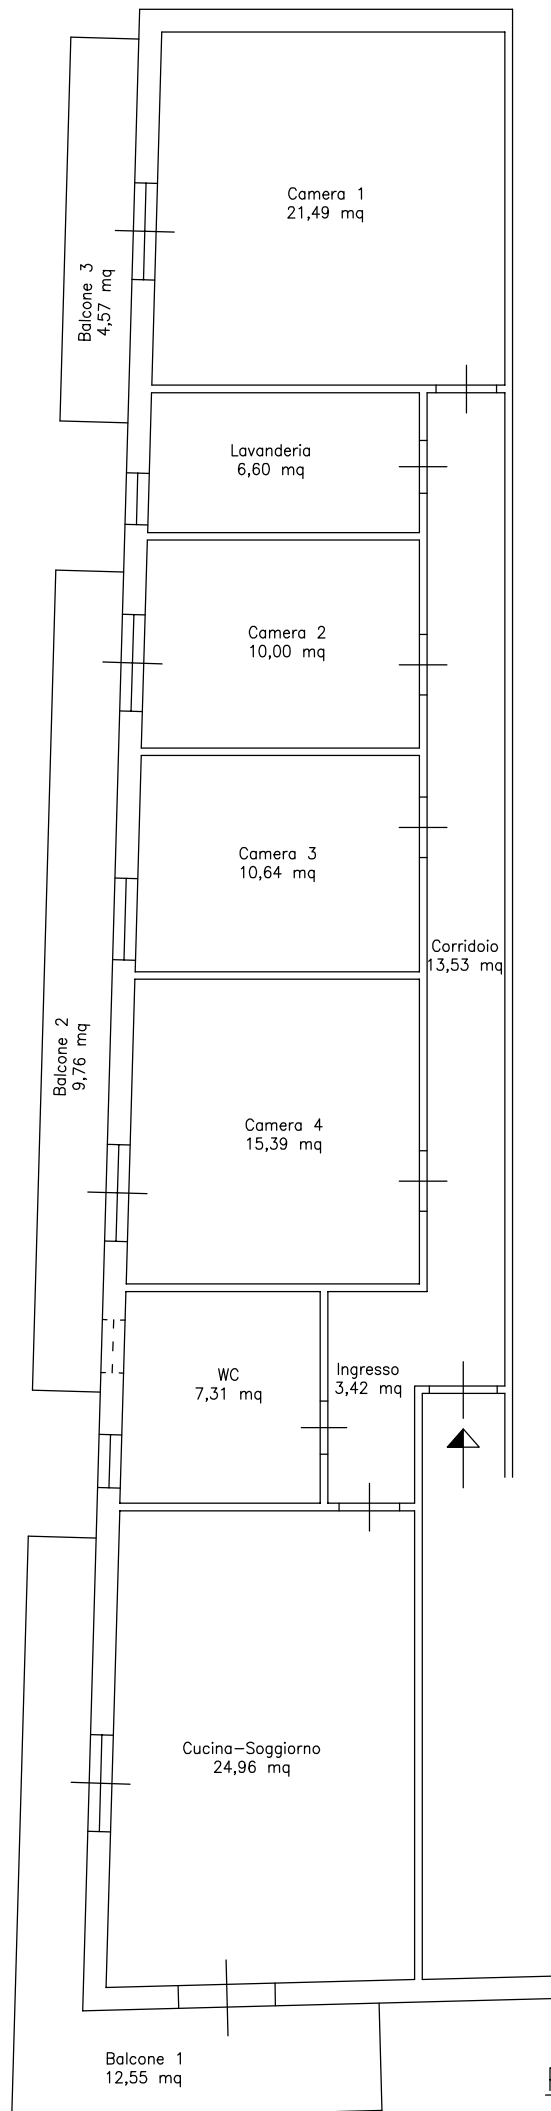 Camera 1
21,49 mq
Balcone 3
4,57 mq
Lavanderia
6,60 mq
Camera 2
10,00 mq
Camera 3
10,64 mq
Corridoio
13,53 mq
Balcone 2
9,76 mq
Camera 4
15,39 mq
WC
7,31 mq
Ingresso
3,42 mq
Cucina-Soggiorno
24,96 mq
Balcone 1
12,55 mq